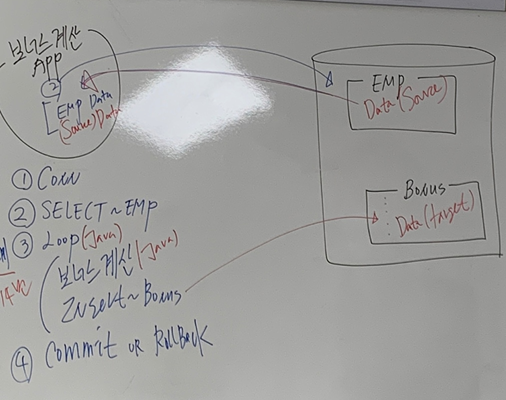 보너스 계산
App
②
EMP Data
(Source) Data
EMP
Data (Source)
Bonus
Data (target)
① Conn
② SELECT ~ EMP
③ Loop (Java)
보너스 계산 (Java)
Insert ~ Bonus
④ Commit OR RollBack